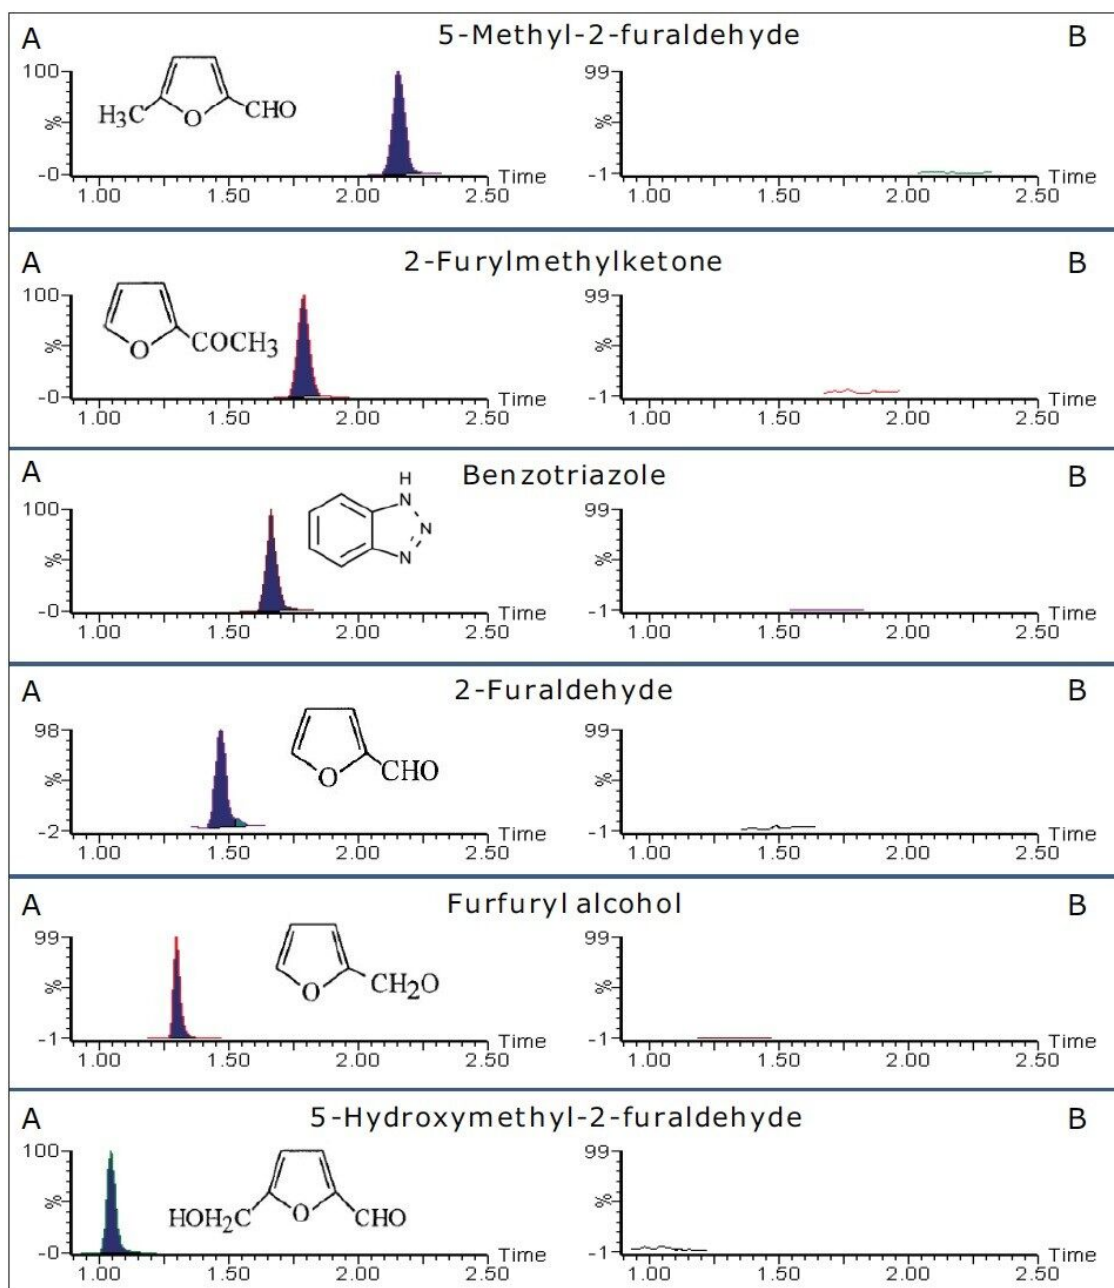 A 5-Methyl-2-furaldehyde B
100 99
% %
H3C O CHO
-0 Time -1 Time
1.00 1.50 2.00 2.50 1.00 1.50 2.00 2.50
A 2-Furylmethylketone B
100 99
% %
O COCH3
-0 Time -1 Time
1.00 1.50 2.00 2.50 1.00 1.50 2.00 2.50
A Benzotriazole B
H
100 N 99
N
% %
N
-0 Time -1 Time
1.00 1.50 2.00 2.50 1.00 1.50 2.00 2.50
A 2-Furaldehyde B
98 99
% %
O CHO
-2 Time -1 Time
1.00 1.50 2.00 2.50 1.00 1.50 2.00 2.50
A Furfuryl alcohol B
99 99
% %
O CH2O
-1 Time -1 Time
1.00 1.50 2.00 2.50 1.00 1.50 2.00 2.50
A 5-Hydroxymethyl-2-furaldehyde B
100 99
% %
HOH2C O CHO
-0 Time -1 Time
1.00 1.50 2.00 2.50 1.00 1.50 2.00 2.50